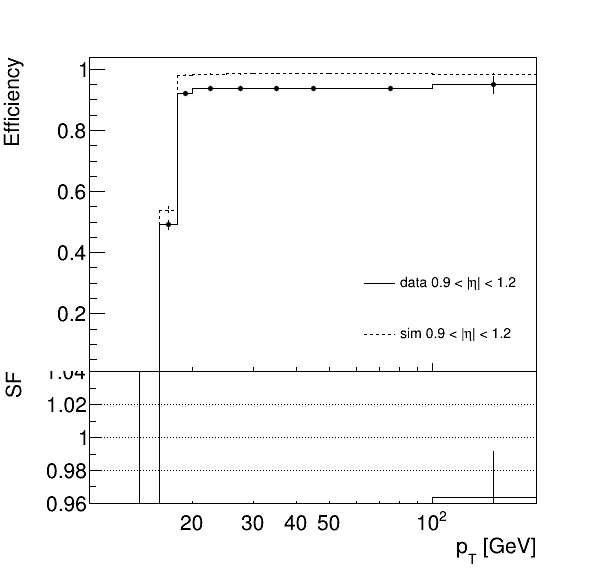 Efficiency
1
0.8
0.6
0.4
0.2
data 0.9 < |η| < 1.2
sim 0.9 < |η| < 1.2
SF
1.04
1.02
1
0.98
0.96
20 30 40 50 10²
p_T [GeV]